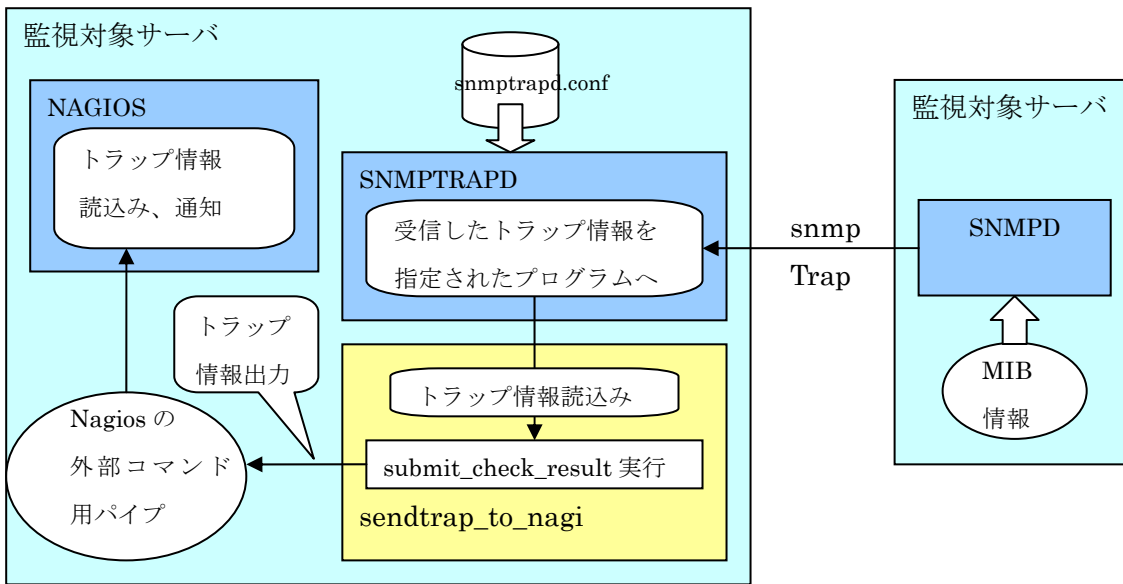 監視対象サーバ
snmptrapd.conf
NAGIOS
トラップ情報
読込み、通知
SNMPTRAPD
受信したトラップ情報を
指定されたプログラムへ
snmp
Trap
監視対象サーバ
SNMPD
MIB
情報
トラップ
情報出力
トラップ情報読込み
submit_check_result 実行
sendtrap_to_nagi
Nagios の
外部コマンド
用パイプ